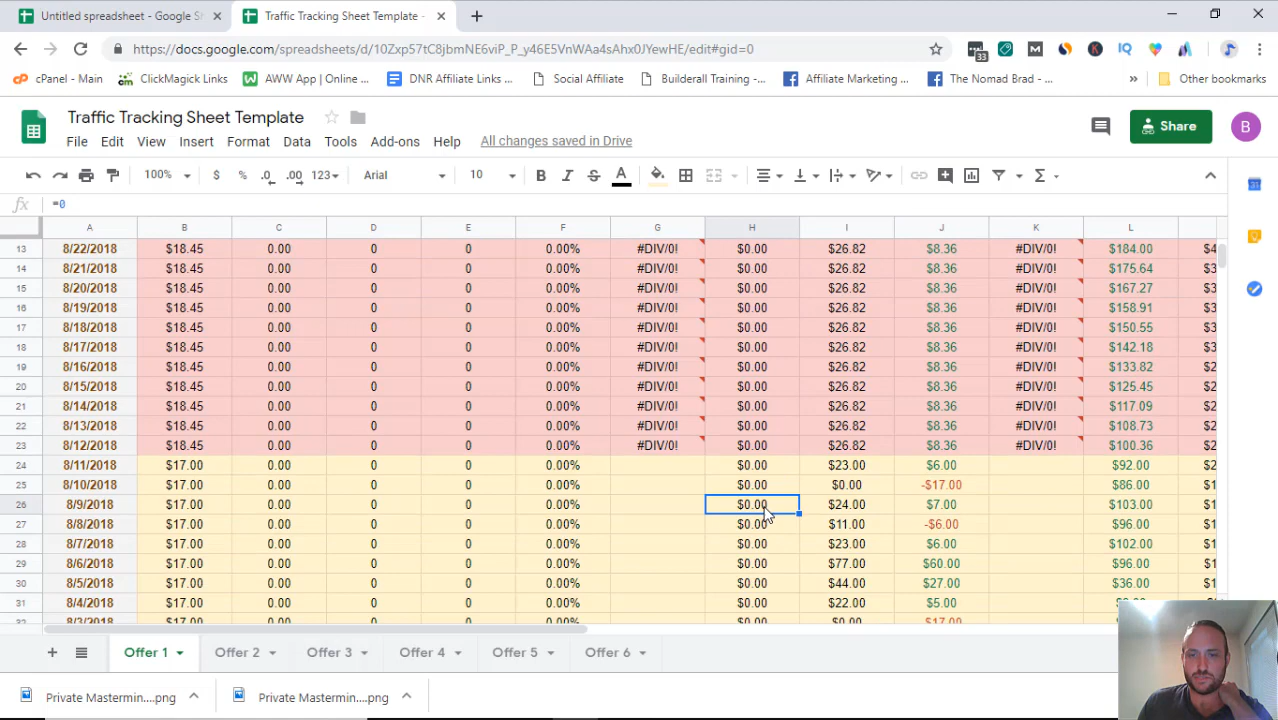 Untitled spreadsheet - Google Sh
Traffic Tracking Sheet Template -
https://docs.google.com/spreadsheets/d/10Zxp57tC8jbmNE6viP_P_y46E5VnWAa4sAhx0JYewHE/edit#gid=0
33
cPanel - Main
ClickMagick Links
AWW App | Online ...
DNR Affiliate Links ...
Social Affiliate
Builderall Training -...
Affiliate Marketing ...
The Nomad Brad - ...
Other bookmarks
Traffic Tracking Sheet Template
File Edit View Insert Format Data Tools Add-ons Help All changes saved in Drive
Share
B
100% $ % .0 .00 123 Arial 10 B I S A
fx =0
A B C D E F G H I J K L
13 8/22/2018 $18.45 0.00 0 0 0.00% #DIV/0! $0.00 $26.82 $8.36 #DIV/0! $184.00 $4
14 8/21/2018 $18.45 0.00 0 0 0.00% #DIV/0! $0.00 $26.82 $8.36 #DIV/0! $175.64 $3
15 8/20/2018 $18.45 0.00 0 0 0.00% #DIV/0! $0.00 $26.82 $8.36 #DIV/0! $167.27 $3
16 8/19/2018 $18.45 0.00 0 0 0.00% #DIV/0! $0.00 $26.82 $8.36 #DIV/0! $158.91 $3
17 8/18/2018 $18.45 0.00 0 0 0.00% #DIV/0! $0.00 $26.82 $8.36 #DIV/0! $150.55 $3
18 8/17/2018 $18.45 0.00 0 0 0.00% #DIV/0! $0.00 $26.82 $8.36 #DIV/0! $142.18 $3
19 8/16/2018 $18.45 0.00 0 0 0.00% #DIV/0! $0.00 $26.82 $8.36 #DIV/0! $133.82 $2
20 8/15/2018 $18.45 0.00 0 0 0.00% #DIV/0! $0.00 $26.82 $8.36 #DIV/0! $125.45 $2
21 8/14/2018 $18.45 0.00 0 0 0.00% #DIV/0! $0.00 $26.82 $8.36 #DIV/0! $117.09 $2
22 8/13/2018 $18.45 0.00 0 0 0.00% #DIV/0! $0.00 $26.82 $8.36 #DIV/0! $108.73 $2
23 8/12/2018 $18.45 0.00 0 0 0.00% #DIV/0! $0.00 $26.82 $8.36 #DIV/0! $100.36 $2
24 8/11/2018 $17.00 0.00 0 0 0.00% $0.00 $23.00 $6.00 $92.00 $2
25 8/10/2018 $17.00 0.00 0 0 0.00% $0.00 $0.00 -$17.00 $86.00 $1
26 8/9/2018 $17.00 0.00 0 0 0.00% $0.00 $24.00 $7.00 $103.00 $1
27 8/8/2018 $17.00 0.00 0 0 0.00% $0.00 $11.00 -$6.00 $96.00 $1
28 8/7/2018 $17.00 0.00 0 0 0.00% $0.00 $23.00 $6.00 $102.00 $1
29 8/6/2018 $17.00 0.00 0 0 0.00% $0.00 $77.00 $60.00 $96.00 $1
30 8/5/2018 $17.00 0.00 0 0 0.00% $0.00 $44.00 $27.00 $36.00 $1
31 8/4/2018 $17.00 0.00 0 0 0.00% $0.00 $22.00 $5.00
32 8/3/2018 $17.00 0.00 0 0 0.00% $0.00 $0.00 -$17.00
Offer 1 Offer 2 Offer 3 Offer 4 Offer 5 Offer 6
Private Mastermin....png
Private Mastermin....png